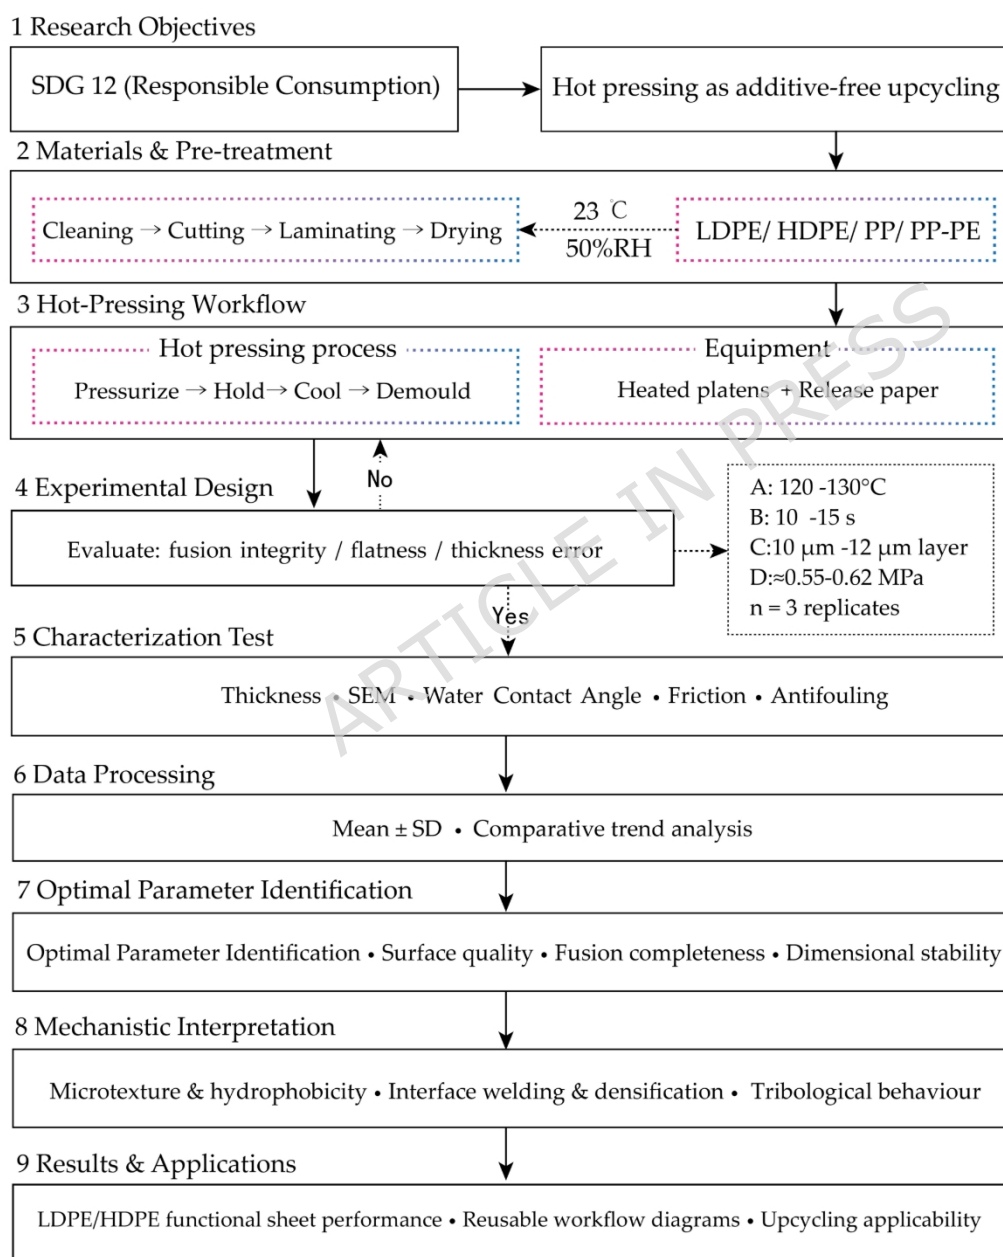 1 Research Objectives
SDG 12 (Responsible Consumption)
Hot pressing as additive-free upcycling
2 Materials & Pre-treatment
Cleaning → Cutting → Laminating → Drying
23 ℃
50%RH
LDPE/ HDPE/ PP/ PP-PE
3 Hot-Pressing Workflow
Hot pressing process
Pressurize → Hold→ Cool → Demould
Equipment
Heated platens + Release paper
No
4 Experimental Design
Evaluate: fusion integrity / flatness / thickness error
A: 120 -130°C
B: 10 -15 s
C:10 μm -12 μm layer
D:≈0.55-0.62 MPa
n = 3 replicates
Yes
5 Characterization Test
Thickness • SEM • Water Contact Angle • Friction • Antifouling
6 Data Processing
Mean ± SD • Comparative trend analysis
7 Optimal Parameter Identification
Optimal Parameter Identification • Surface quality • Fusion completeness • Dimensional stability
8 Mechanistic Interpretation
Microtexture & hydrophobicity • Interface welding & densification • Tribological behaviour
9 Results & Applications
LDPE/HDPE functional sheet performance • Reusable workflow diagrams • Upcycling applicability
ARTICLE IN PRESS